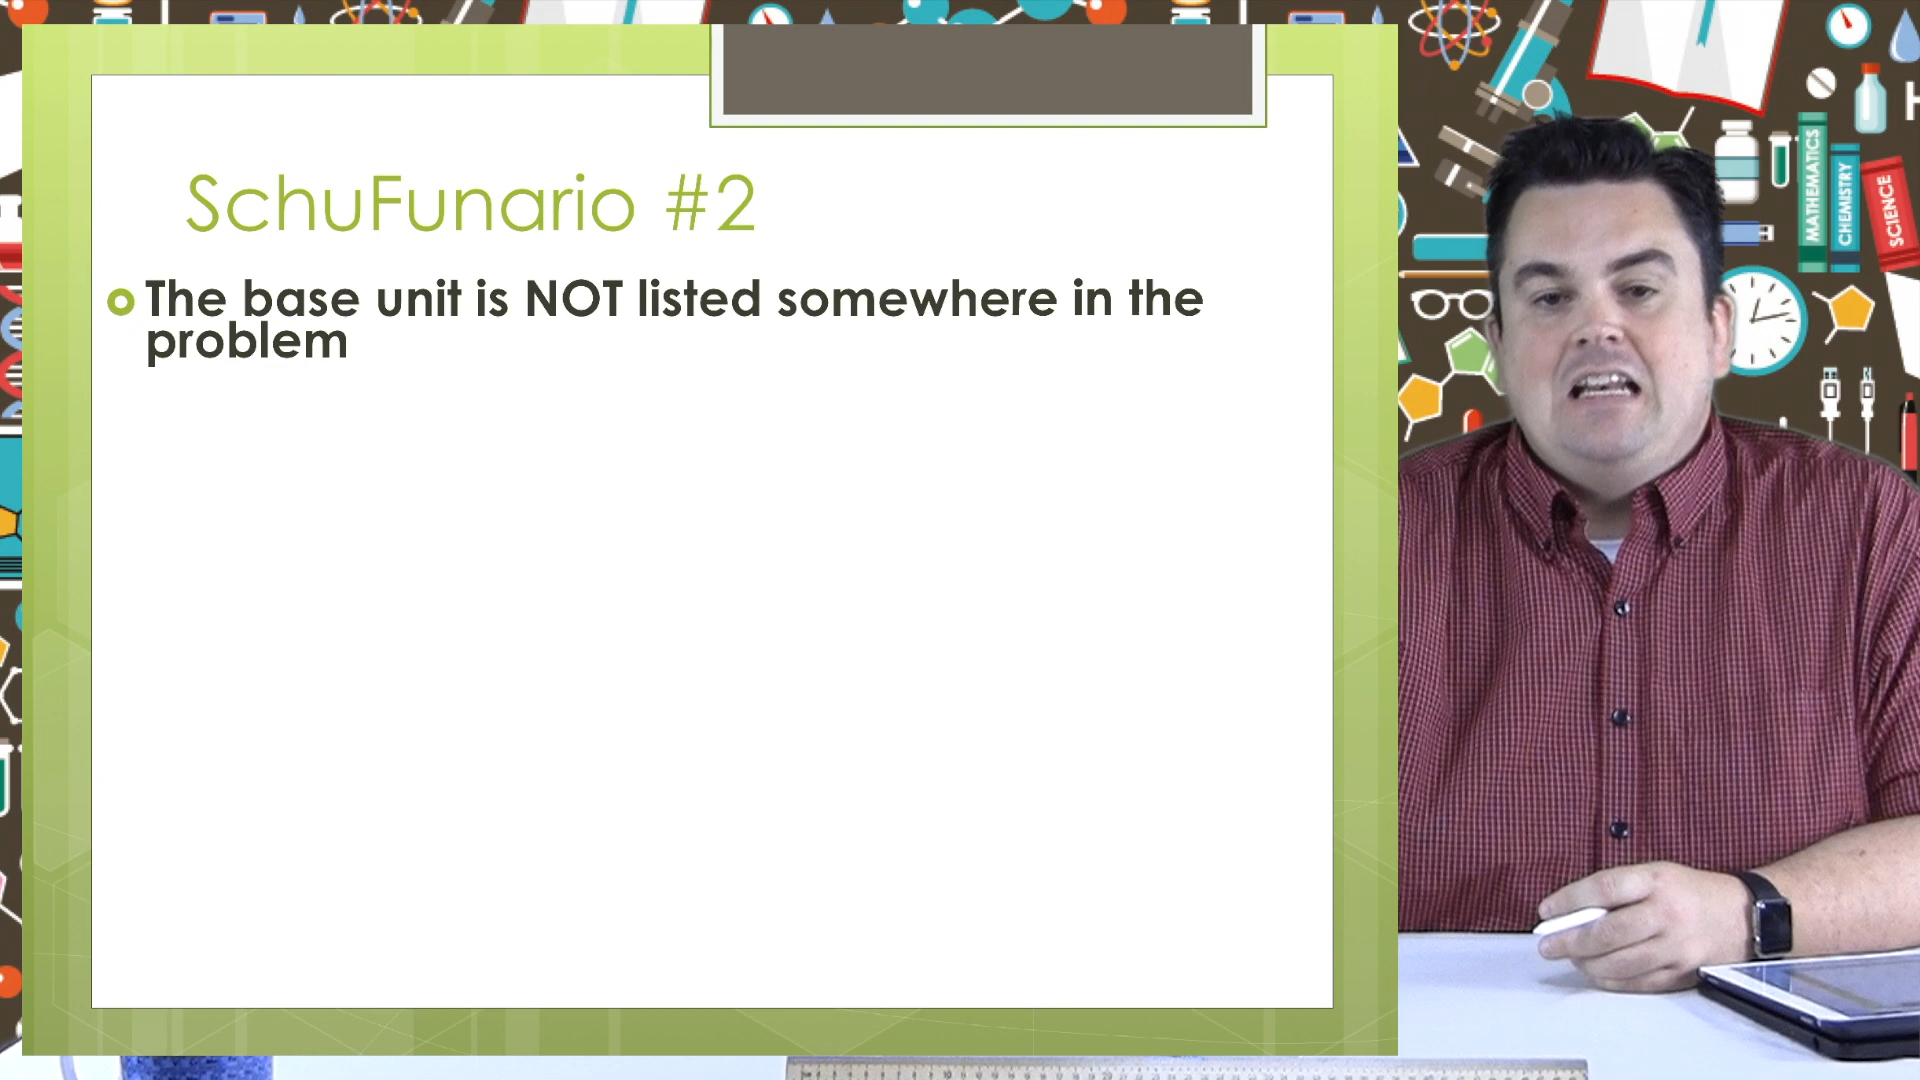 SchuFunario #2
The base unit is NOT listed somewhere in the
problem
MATHEMATICS
CHEMISTRY
SCIENCE
H